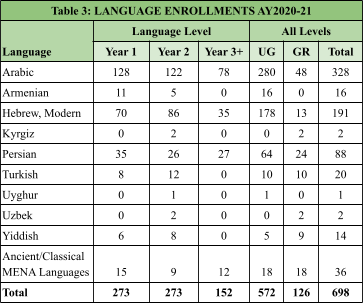 Table 3: LANGUAGE ENROLLMENTS AY2020-21
Language Level All Levels
Language Year 1 Year 2 Year 3+ UG GR Total
Arabic 128 122 78 280 48 328
Armenian 11 5 0 16 0 16
Hebrew, Modern 70 86 35 178 13 191
Kyrgiz 0 2 0 0 2 2
Persian 35 26 27 64 24 88
Turkish 8 12 0 10 10 20
Uyghur 0 1 0 1 0 1
Uzbek 0 2 0 0 2 2
Yiddish 6 8 0 5 9 14
Ancient/Classical
MENA Languages 15 9 12 18 18 36
Total 273 273 152 572 126 698